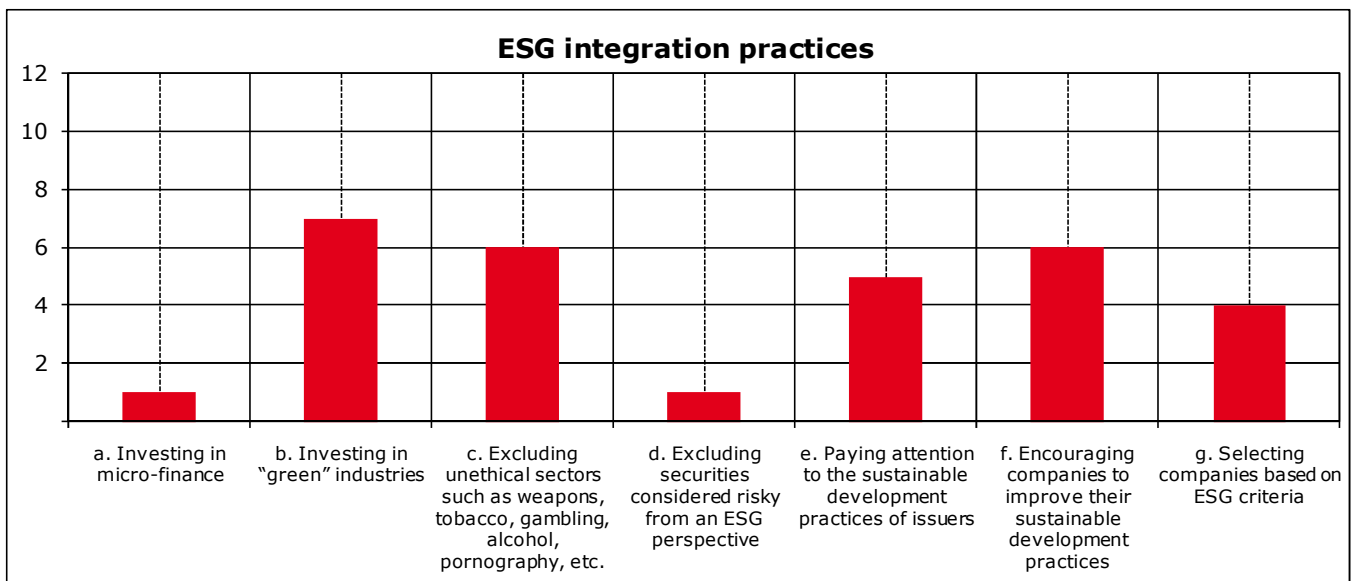 ESG integration practices
12
10
8
6
4
2
a. Investing in
micro-finance
b. Investing in
“green” industries
c. Excluding
unethical sectors
such as weapons,
tobacco, gambling,
alcohol,
pornography, etc.
d. Excluding
securities
considered risky
from an ESG
perspective
e. Paying attention
to the sustainable
development
practices of issuers
f. Encouraging
companies to
improve their
sustainable
development
practices
g. Selecting
companies based on
ESG criteria